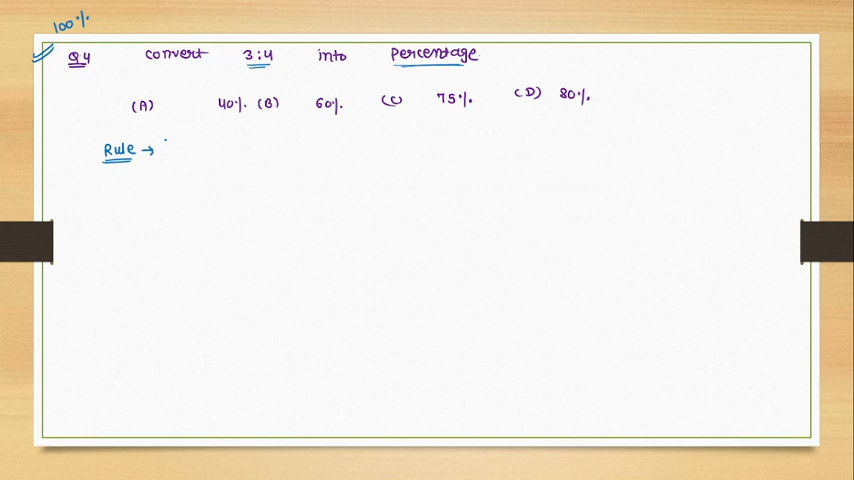 100%
Q4 convert 3:4 into Percentage
(A) 40% (B) 60% (C) 75% (D) 80%
Rule →